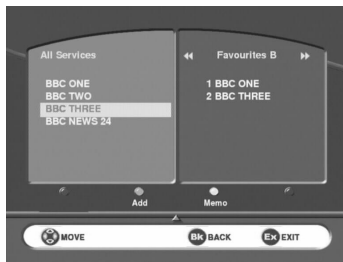 All Services
BBC ONE
BBC TWO
BBC THREE
BBC NEWS 24
Favourites B
1 BBC ONE
2 BBC THREE
Add
Memo
MOVE
BK BACK
EX EXIT